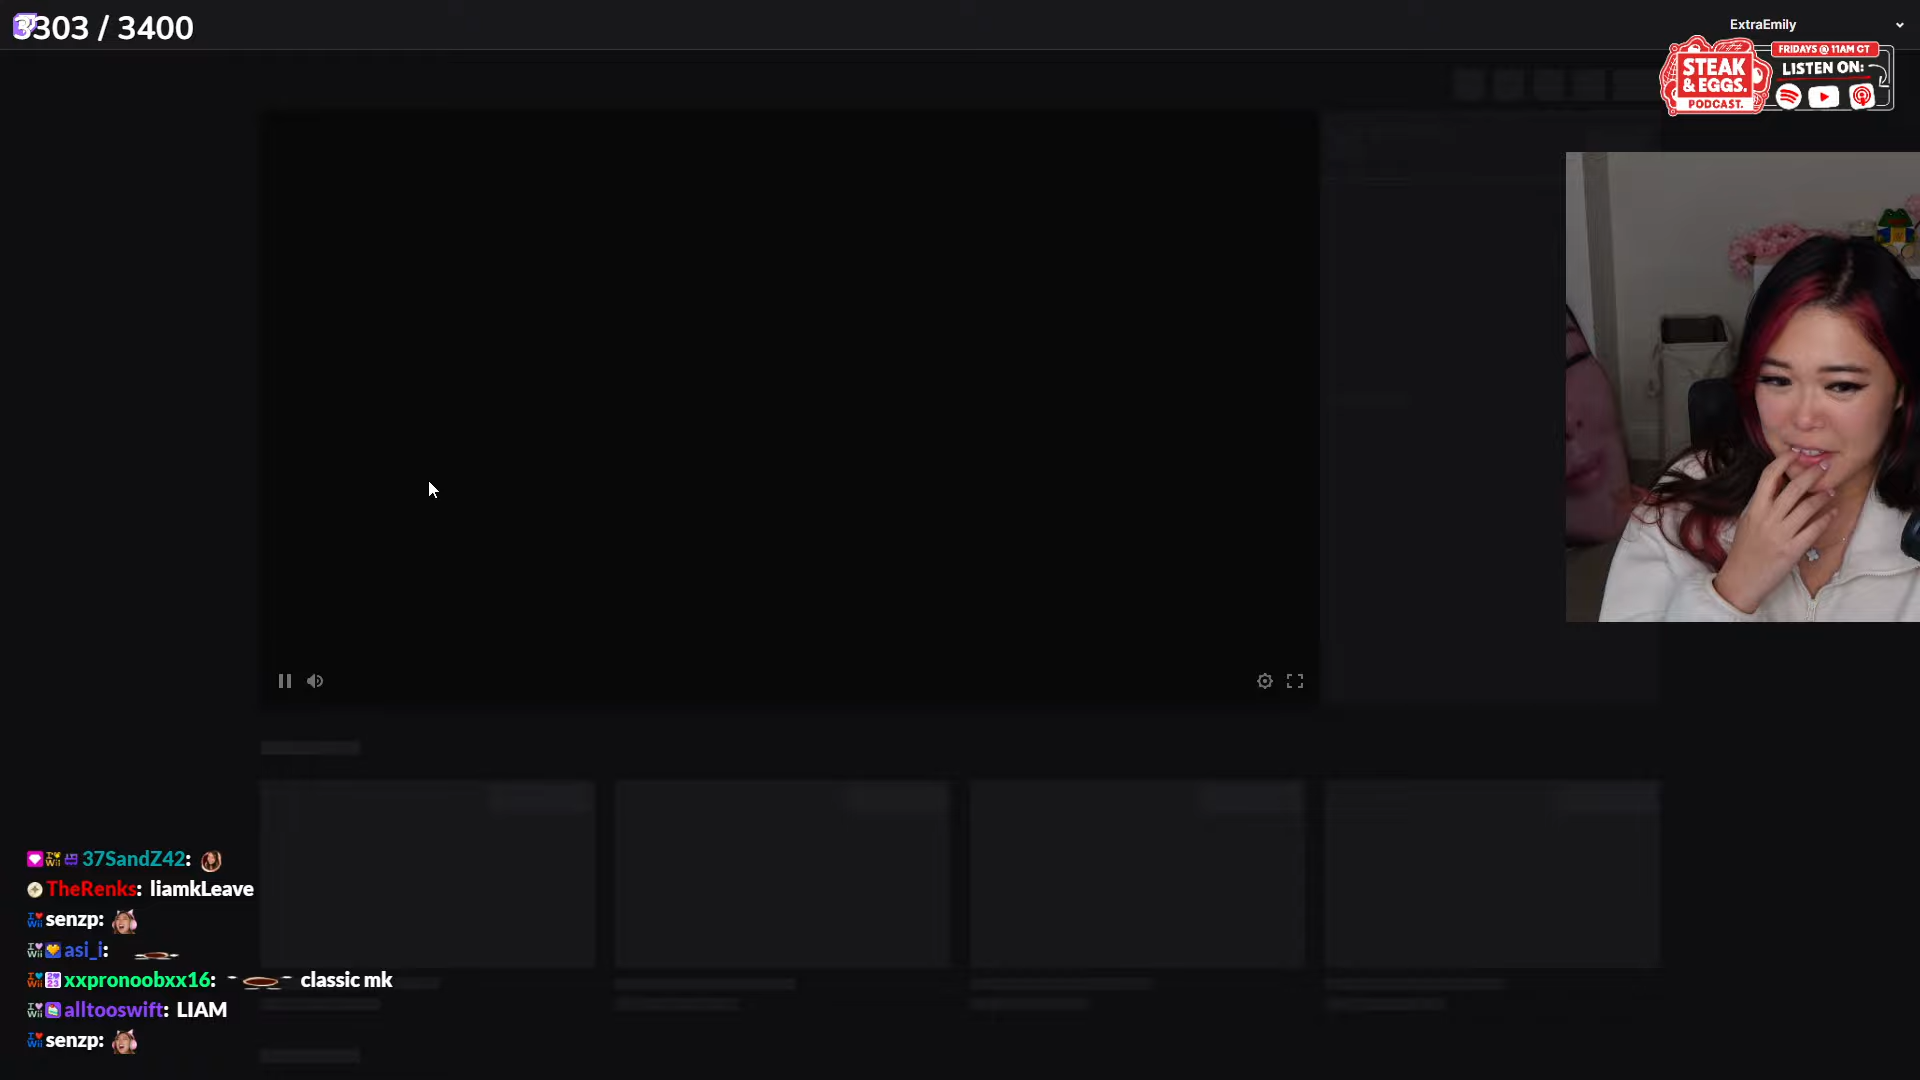 3303 / 3400
ExtraEmily
STEAK
& EGGS.
PODCAST.
FRIDAYS @ 11AM CT
LISTEN ON:
37SandZ42:
TheRenks: liamkLeave
senzp:
asi_i:
xxpronoobxx16: classic mk
alltooswift: LIAM
senzp: